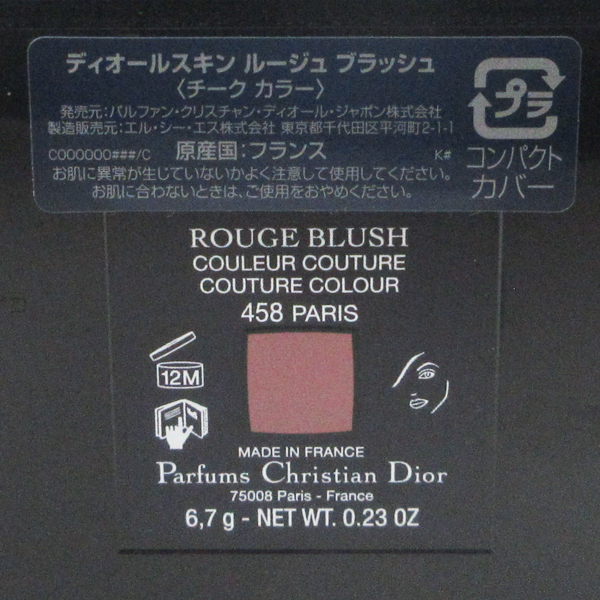 ディオールスキン ルージュ ブラッシュ
〈チーク カラー〉
発売元:パルファン・クリスチャン・ディオール・ジャポン株式会社
製造販売元:エル・シー・エス株式会社 東京都千代田区平河町2-1-1
C000000###/C 原産国:フランス K#
お肌に異常が生じていないかよく注意して使用してください。
お肌に合わないときは、ご使用をおやめください。
プラ
コンパクト
カバー
ROUGE BLUSH
COULEUR COUTURE
COUTURE COLOUR
458 PARIS
12M
MADE IN FRANCE
Parfums Christian Dior
75008 Paris - France
6,7 g - NET WT. 0.23 OZ